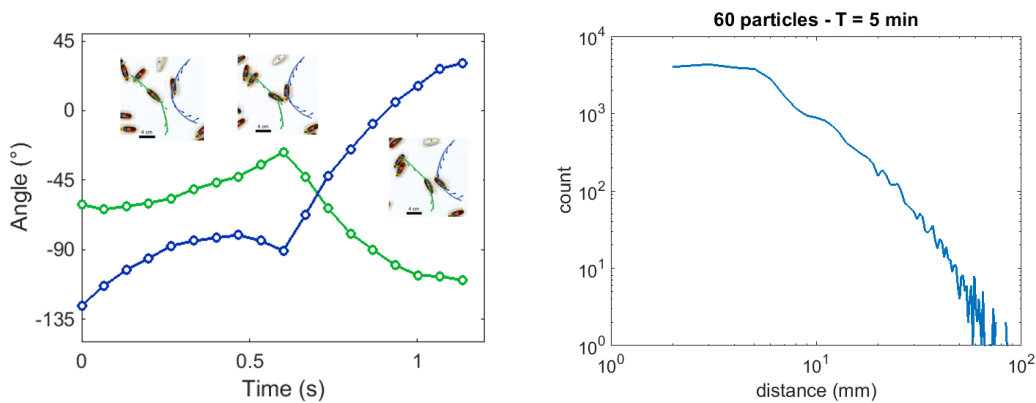 45
0
-45
-90
-135
Angle (°)
0
0.5
1
Time (s)
4 cm
4 cm
4 cm
60 particles - T = 5 min
10^4
10^3
10^2
10^1
10^0
count
10^0
10^1
10^2
distance (mm)